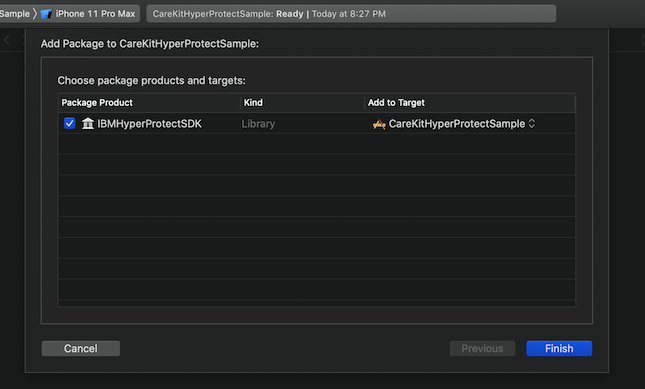 Sample 〉 iPhone 11 Pro Max CareKitHyperProtectSample: Ready | Today at 8:27 PM
Add Package to CareKitHyperProtectSample:
Choose package products and targets:
Package Product Kind Add to Target
IBMHyperProtectSDK Library CareKitHyperProtectSample
Cancel Previous Finish